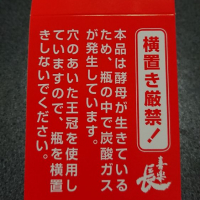 横置き厳禁！
本品は酵母が生きている
ため、瓶の中で炭酸ガス
が発生しています。
穴のあいた王冠を使用し
ていますので、瓶を横置
きしないでください。
喜楽長